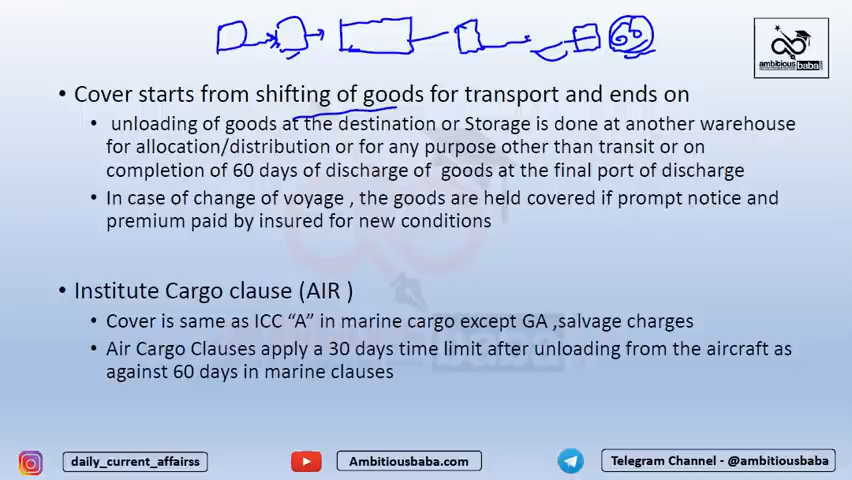 60
ambitiousbaba
• Cover starts from shifting of goods for transport and ends on
• unloading of goods at the destination or Storage is done at another warehouse
for allocation/distribution or for any purpose other than transit or on
completion of 60 days of discharge of goods at the final port of discharge
• In case of change of voyage , the goods are held covered if prompt notice and
premium paid by insured for new conditions
• Institute Cargo clause (AIR )
• Cover is same as ICC “A” in marine cargo except GA ,salvage charges
• Air Cargo Clauses apply a 30 days time limit after unloading from the aircraft as
against 60 days in marine clauses
daily_current_affairss
Ambitiousbaba.com
Telegram Channel - @ambitiousbaba